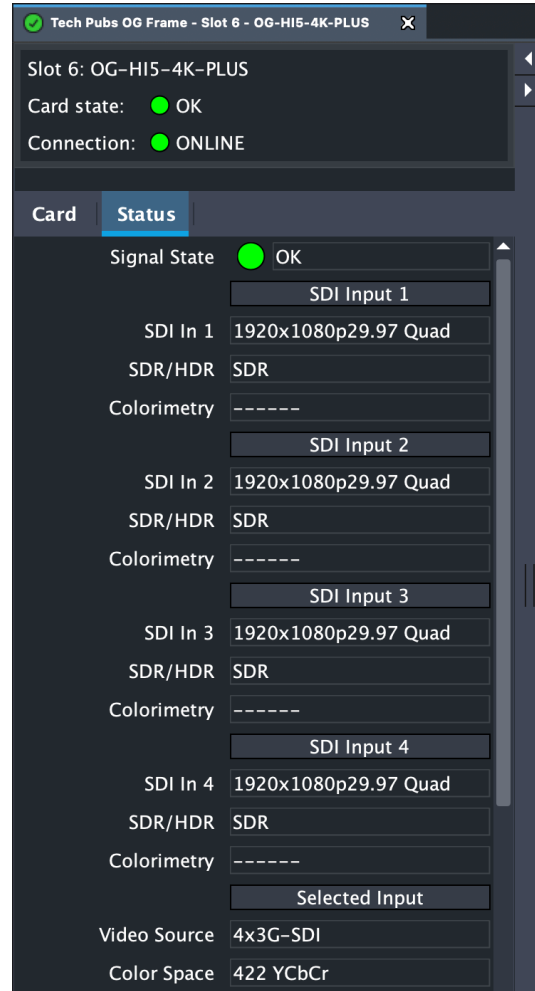 Tech Pubs OG Frame - Slot 6 - OG-HI5-4K-PLUS
Slot 6: OG-HI5-4K-PLUS
Card state: OK
Connection: ONLINE
Card Status
Signal State OK
SDI Input 1
SDI In 1 1920x1080p29.97 Quad
SDR/HDR SDR
Colorimetry ------
SDI Input 2
SDI In 2 1920x1080p29.97 Quad
SDR/HDR SDR
Colorimetry ------
SDI Input 3
SDI In 3 1920x1080p29.97 Quad
SDR/HDR SDR
Colorimetry ------
SDI Input 4
SDI In 4 1920x1080p29.97 Quad
SDR/HDR SDR
Colorimetry ------
Selected Input
Video Source 4x3G-SDI
Color Space 422 YCbCr